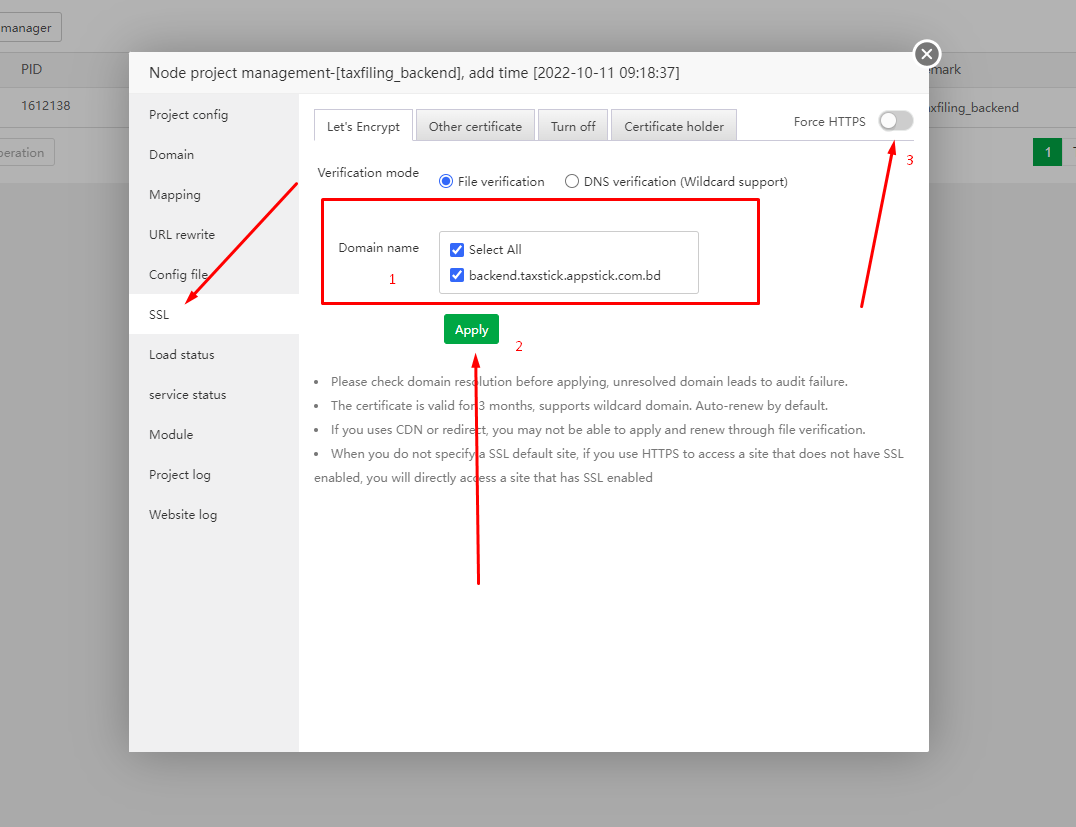 manager
Node project management-[taxfiling_backend], add time [2022-10-11 09:18:37]
PID
1612138
peration
Project config
Domain
Mapping
URL rewrite
Config file
SSL
Load status
service status
Module
Project log
Website log
Let's Encrypt Other certificate Turn off Certificate holder Force HTTPS
3
Verification mode File verification DNS verification (Wildcard support)
Domain name Select All
1 backend.taxstick.appstick.com.bd
Apply
2
Please check domain resolution before applying, unresolved domain leads to audit failure.
The certificate is valid for 3 months, supports wildcard domain. Auto-renew by default.
If you uses CDN or redirect, you may not be able to apply and renew through file verification.
When you do not specify a SSL default site, if you use HTTPS to access a site that does not have SSL
enabled, you will directly access a site that has SSL enabled
emark
axfiling_backend
1